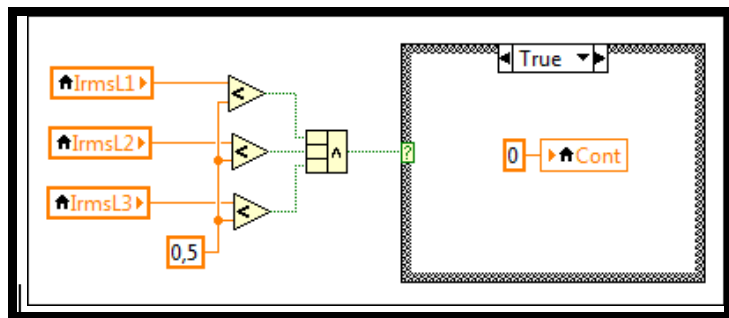 True
IrmsL1
<
IrmsL2
<
?
0
Cont
IrmsL3
<
0,5